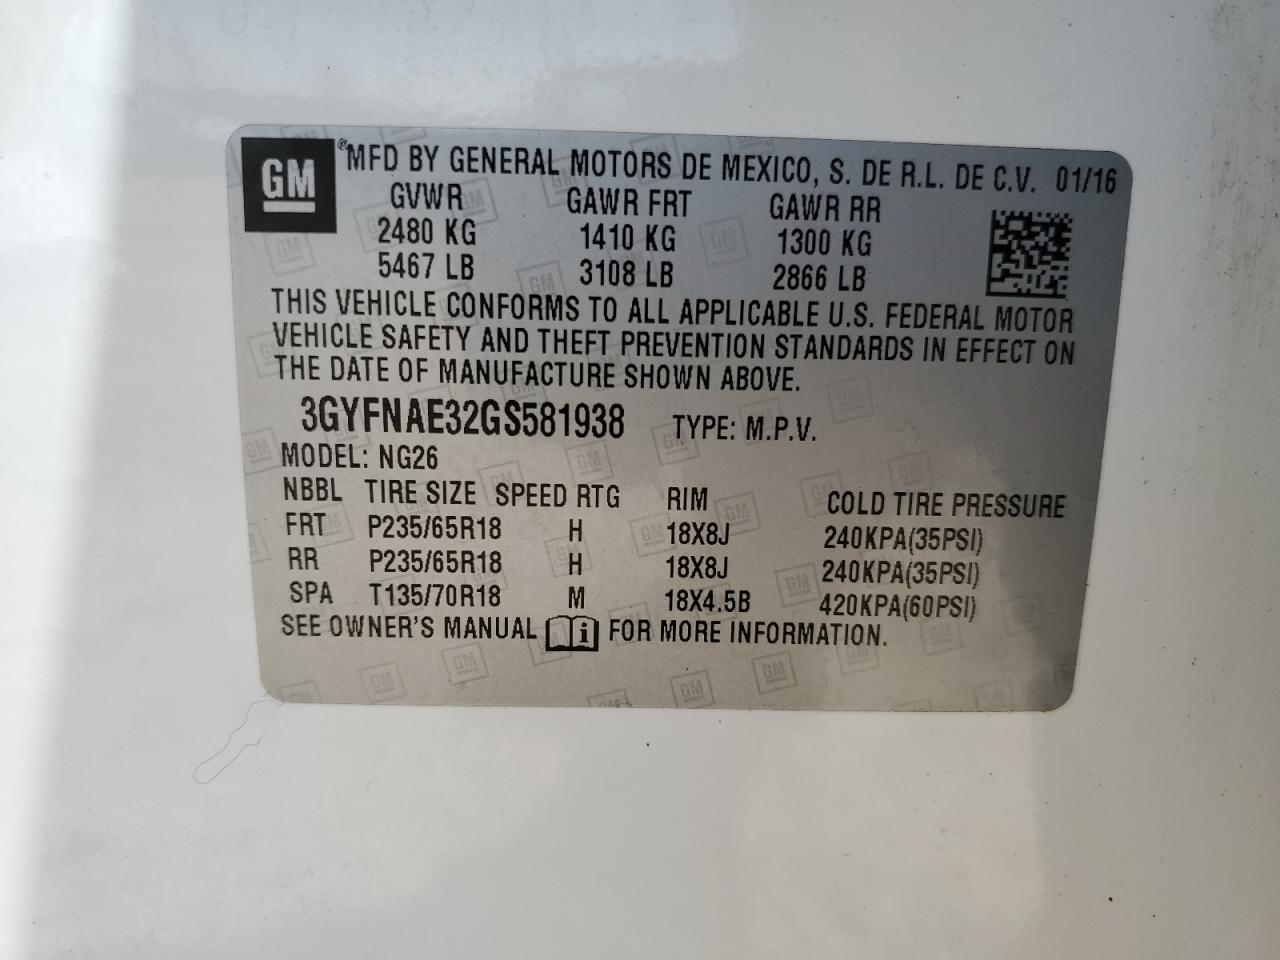 GM ® MFD BY GENERAL MOTORS DE MEXICO, S. DE R.L. DE C.V. 01/16
GVWR GAWR FRT GAWR RR
2480 KG 1410 KG 1300 KG
5467 LB 3108 LB 2866 LB
THIS VEHICLE CONFORMS TO ALL APPLICABLE U.S. FEDERAL MOTOR
VEHICLE SAFETY AND THEFT PREVENTION STANDARDS IN EFFECT ON
THE DATE OF MANUFACTURE SHOWN ABOVE.
3GYFNAE32GS581938 TYPE: M.P.V.
MODEL: NG26
NBBL TIRE SIZE SPEED RTG RIM COLD TIRE PRESSURE
FRT P235/65R18 H 18X8J 240KPA(35PSI)
RR P235/65R18 H 18X8J 240KPA(35PSI)
SPA T135/70R18 M 18X4.5B 420KPA(60PSI)
SEE OWNER'S MANUAL i FOR MORE INFORMATION.